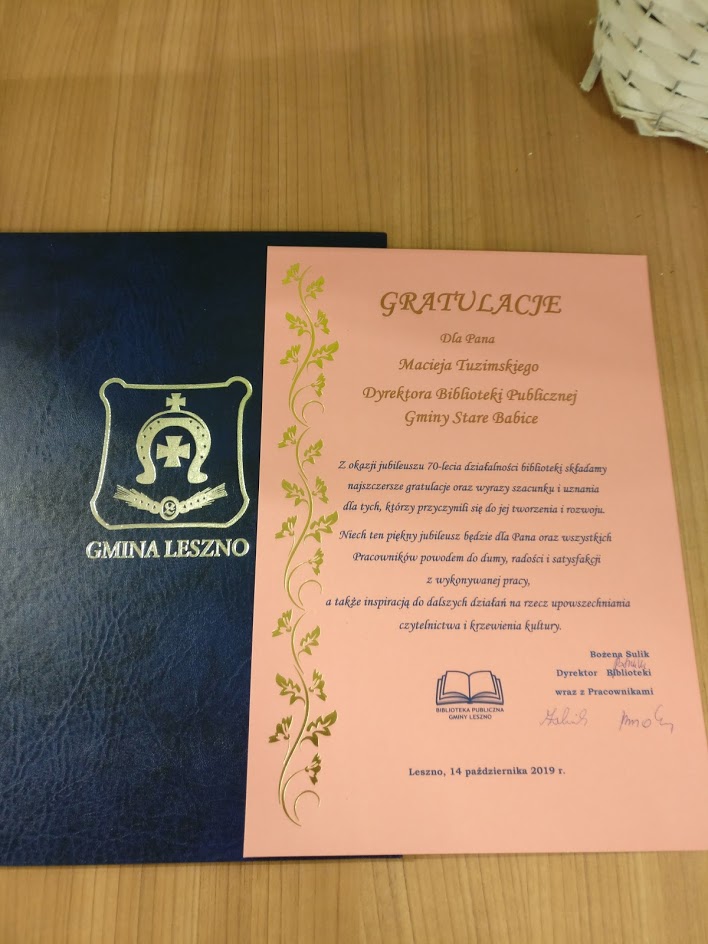 GMINA LESZNO
GRATULACJE
Dla Pana
Macieja Tuzimskiego
Dyrektora Biblioteki Publicznej
Gminy Stare Babice
Z okazji jubileuszu 70-lecia działalności biblioteki składamy
najszczersze gratulacje oraz wyrazy szacunku i uznania
dla tych, którzy przyczynili się do jej tworzenia i rozwoju.
Niech ten piękny jubileusz będzie dla Pana oraz wszystkich
Pracowników powodem do dumy, radości i satysfakcji
z wykonywanej pracy,
a także inspiracją do dalszych działań na rzecz upowszechniania
czytelnictwa i krzewienia kultury.
Bożena Sulik
Dyrektor Biblioteki
wraz z Pracownikami
BIBLIOTEKA PUBLICZNA
GMINY LESZNO
Leszno, 14 października 2019 r.